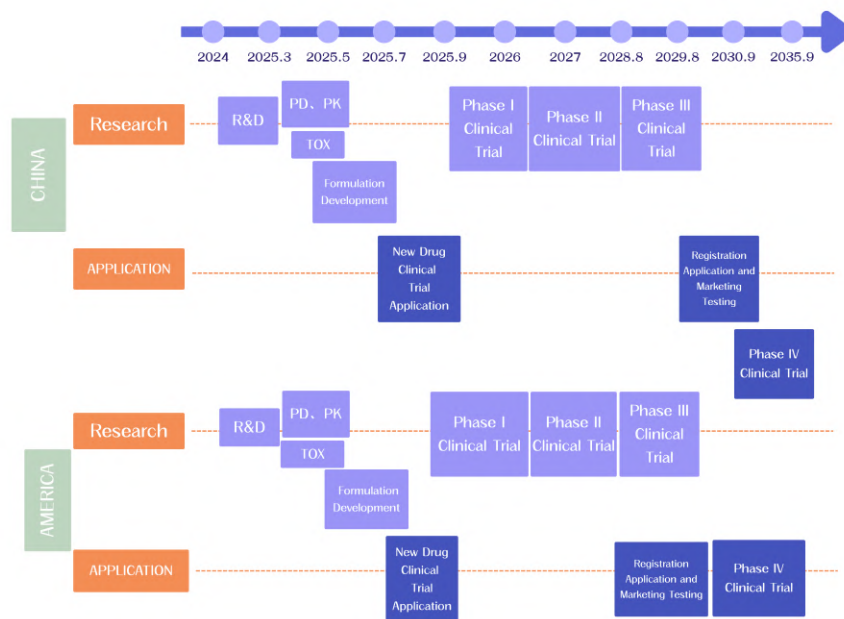 2024 2025.3 2025.5 2025.7 2025.9 2026 2027 2028.8 2029.8 2030.9 2035.9
CHINA
Research
R&D
PD、PK
TOX
Formulation
Development
Phase I
Clinical
Trial
Phase II
Clinical Trial
Phase III
Clinical
Trial
APPLICATION
New Drug
Clinical
Trial
Application
Registration
Application and
Marketing
Testing
Phase IV
Clinical Trial
AMERICA
Research
R&D
PD、PK
TOX
Formulation
Development
Phase I
Clinical Trial
Phase II
Clinical Trial
Phase III
Clinical
Trial
APPLICATION
New Drug
Clinical
Trial
Application
Registration
Application and
Marketing Testing
Phase IV
Clinical Trial